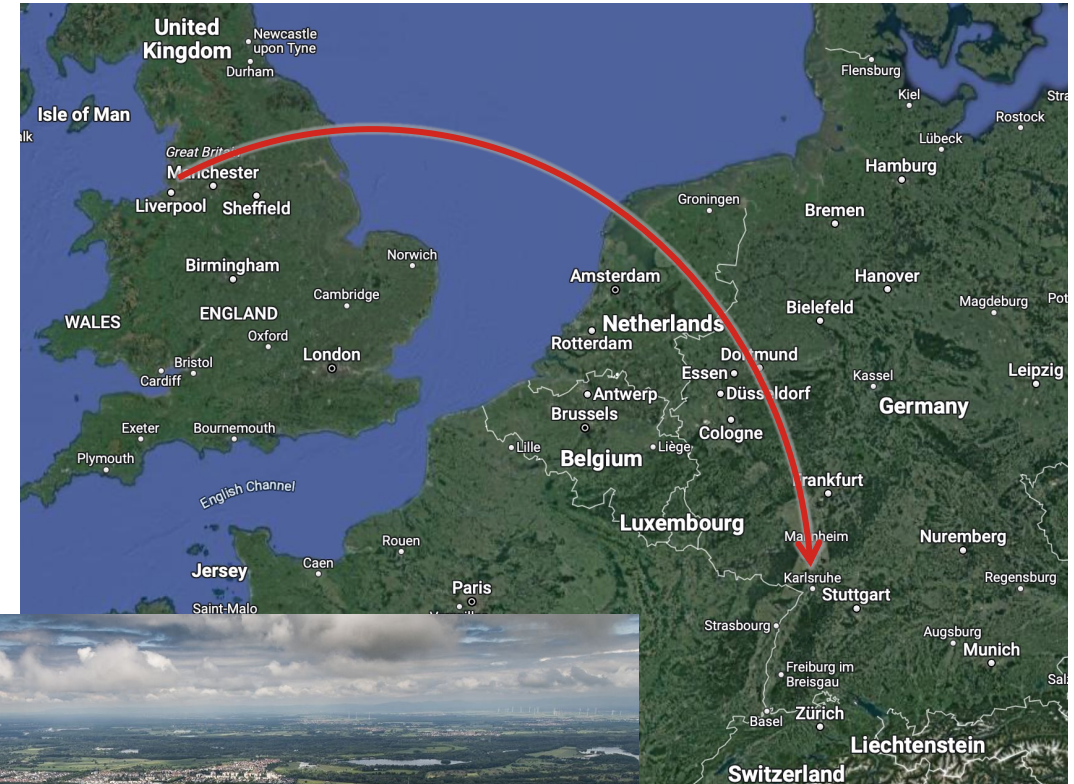 United
Kingdom
Newcastle
upon Tyne
Durham
Flensburg
Kiel
Isle of Man
Rostock
Lübeck
Great
Hamburg
Manchester
Liverpool
Sheffield
Groningen
Bremen
Norwich
Birmingham
Amsterdam
Hanover
Cambridge
Magdeburg
Bielefeld
WALES
ENGLAND
Netherlands
Oxford
Rotterdam
London
Dortmund
Bristol
Essen
Kassel
Leipzig
Cardiff
Antwerp
Düsseldorf
Brussels
Germany
Exeter
Bournemouth
Cologne
Lille
Liège
Belgium
Plymouth
Frankfurt
English Channel
Luxembourg
Rouen
Mannheim
Nuremberg
Caen
Jersey
Karlsruhe
Regensburg
Paris
Stuttgart
Saint-Malo
Strasbourg
Augsburg
Munich
Freiburg im
Breisgau
Basel
Zürich
Liechtenstein
Switzerland